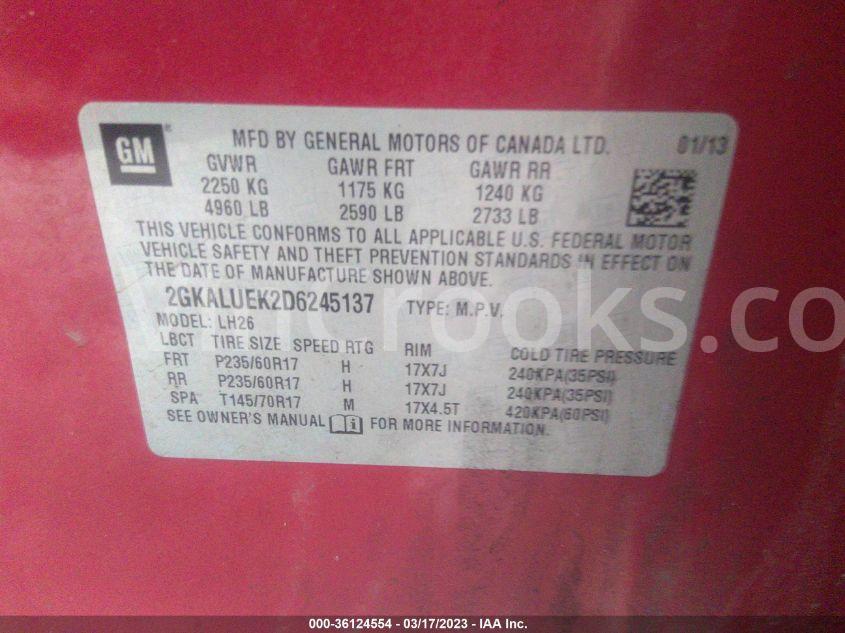 GM ® MFD BY GENERAL MOTORS OF CANADA LTD. 01/13
GVWR GAWR FRT GAWR RR
2250 KG 1175 KG 1240 KG
4960 LB 2590 LB 2733 LB
THIS VEHICLE CONFORMS TO ALL APPLICABLE U.S. FEDERAL MOTOR
VEHICLE SAFETY AND THEFT PREVENTION STANDARDS IN EFFECT ON
THE DATE OF MANUFACTURE SHOWN ABOVE.
2GKALUEK2D6245137 TYPE: M.P.V.
MODEL: LH26
LBCT TIRE SIZE SPEED RTG RIM COLD TIRE PRESSURE
FRT P235/60R17 H 17X7J 240KPA(35PSI)
RR P235/60R17 H 17X7J 240KPA(35PSI)
SPA T145/70R17 M 17X4.5T 420KPA(60PSI)
SEE OWNER'S MANUAL FOR MORE INFORMATION.
000-36124554 - 03/17/2023 - IAA Inc.